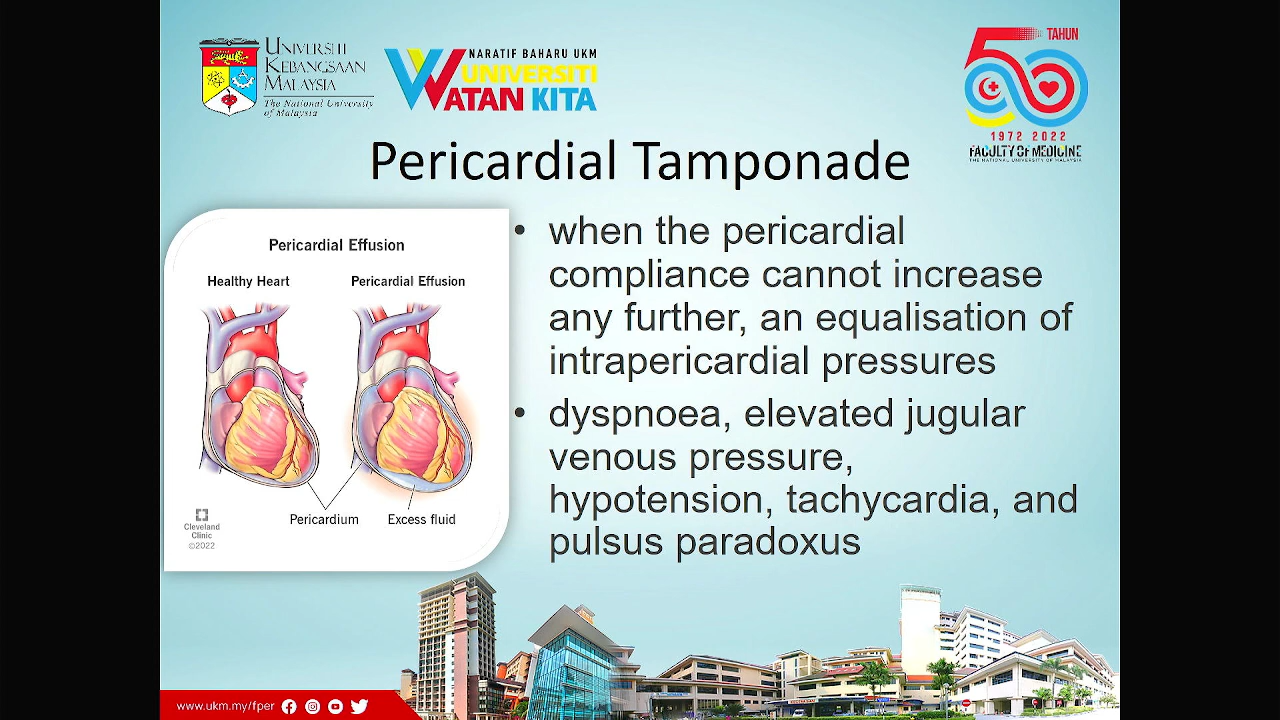 UNIVERSITI
KEBANGSAAN
MALAYSIA
The National University
of Malaysia
NARATIF BAHARU UKM
UNIVERSITI
WATAN KITA
50 TAHUN
1972 2022
FACULTY OF MEDICINE
THE NATIONAL UNIVERSITY OF MALAYSIA
Pericardial Tamponade
Pericardial Effusion
Healthy Heart
Pericardial Effusion
Pericardium
Excess fluid
Cleveland
Clinic
©2022
• when the pericardial
compliance cannot increase
any further, an equalisation of
intrapericardial pressures
• dyspnoea, elevated jugular
venous pressure,
hypotension, tachycardia, and
pulsus paradoxus
www.ukm.my/fper